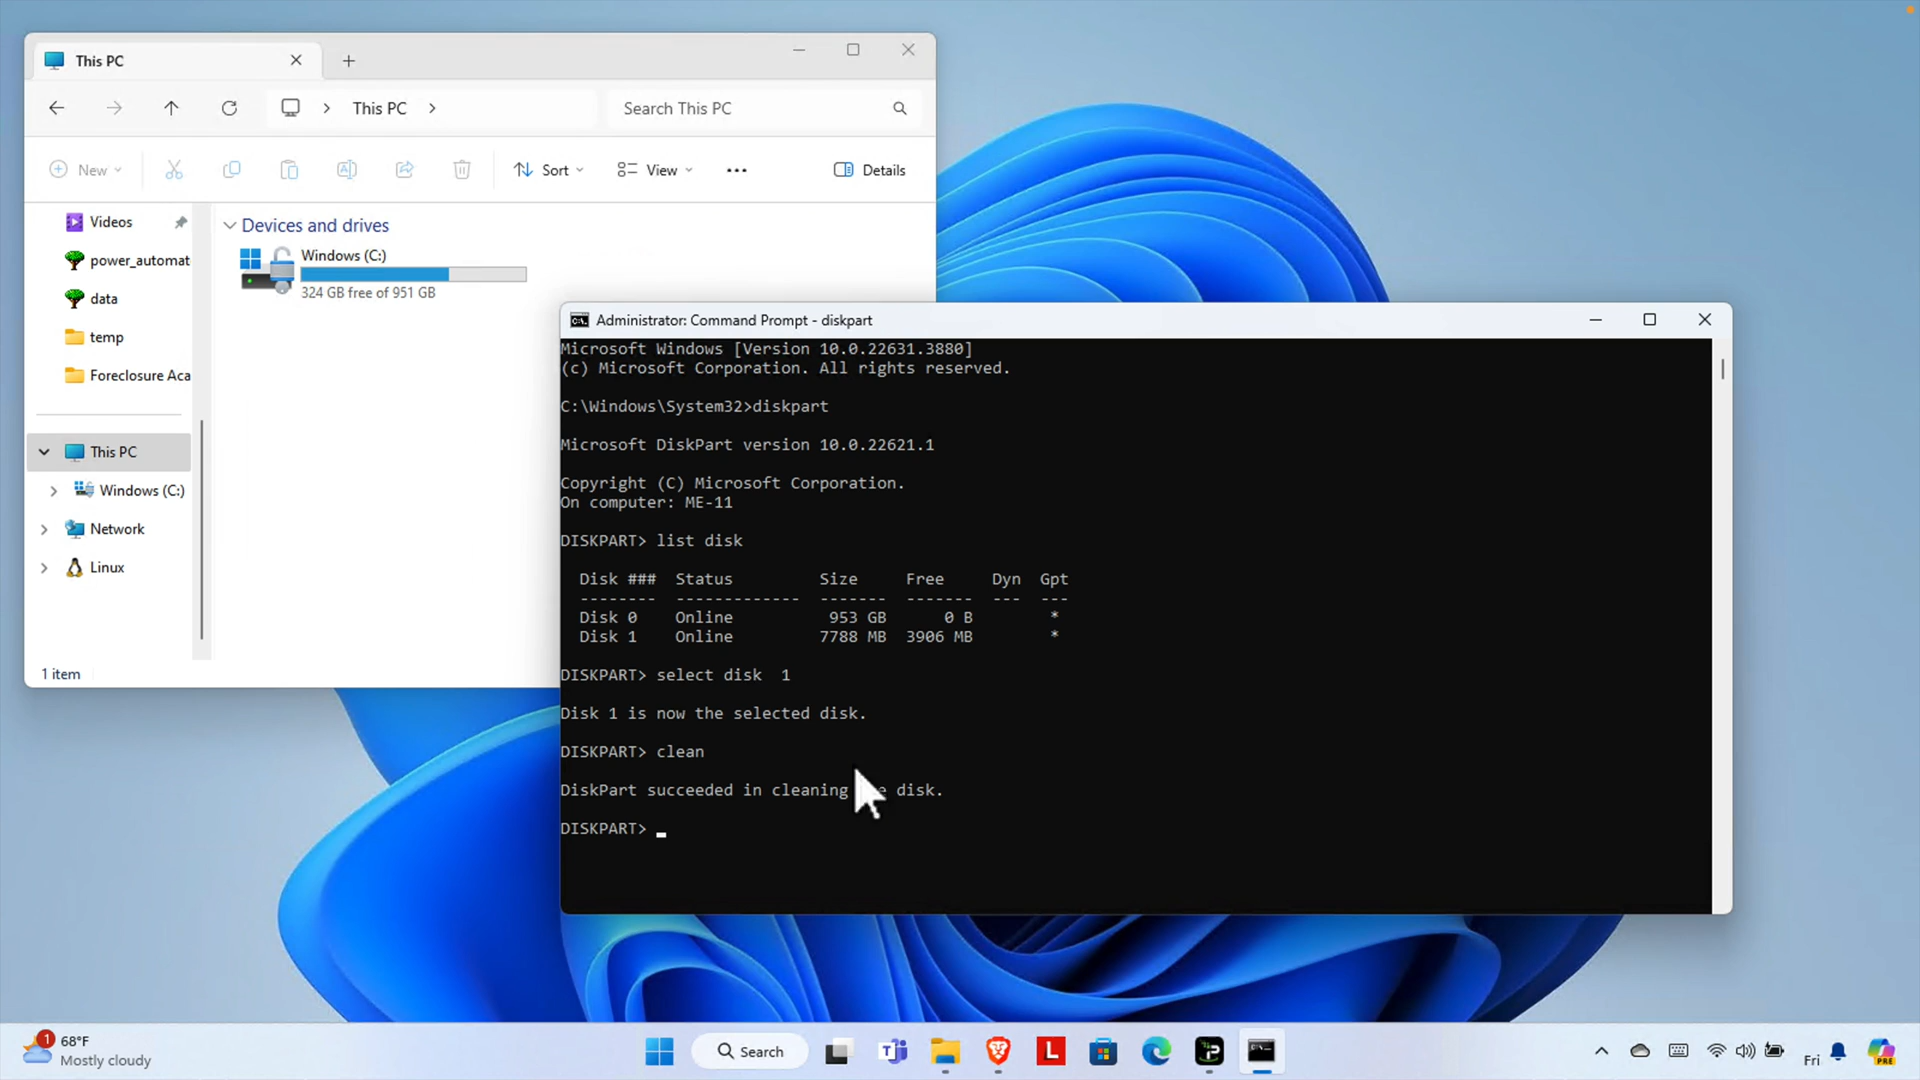 This PC
This PC
Search This PC
New
Sort
View
Details
Videos
power_automat
data
temp
Foreclosure Aca
This PC
Windows (C:)
Network
Linux
1 item
Devices and drives
Windows (C:)
324 GB free of 951 GB
Administrator: Command Prompt - diskpart
Microsoft Windows [Version 10.0.22631.3880]
(c) Microsoft Corporation. All rights reserved.
C:\Windows\System32>diskpart
Microsoft DiskPart version 10.0.22621.1
Copyright (C) Microsoft Corporation.
On computer: ME-11
DISKPART> list disk
Disk ### Status Size Free Dyn Gpt
-------- ------------- ------- ------- --- ---
Disk 0 Online 953 GB 0 B *
Disk 1 Online 7788 MB 3906 MB *
DISKPART> select disk  1
Disk 1 is now the selected disk.
DISKPART> clean
DiskPart succeeded in cleaning disk.
DISKPART>
1
68°F
Mostly cloudy
Search
L
Fri
PRE